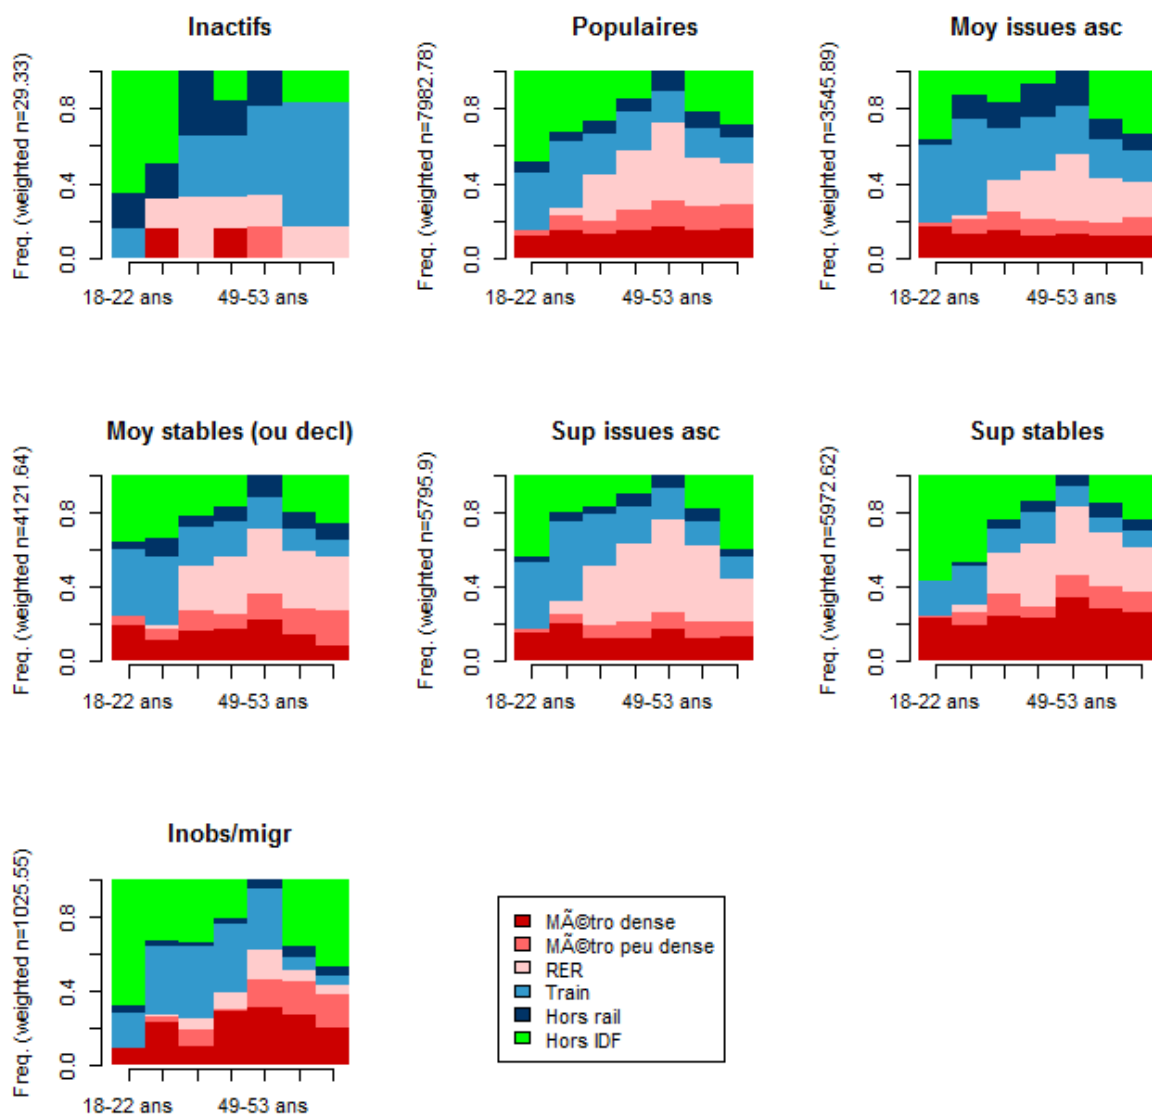 Inactifs
Freq. (weighted n=29.33)
0.0 0.4 0.8
18-22 ans 49-53 ans
Populaires
Freq. (weighted n=7982.78)
0.0 0.4 0.8
18-22 ans 49-53 ans
Moy issues asc
Freq. (weighted n=3545.89)
0.0 0.4 0.8
18-22 ans 49-53 ans
Moy stables (ou decl)
Freq. (weighted n=4121.64)
0.0 0.4 0.8
18-22 ans 49-53 ans
Sup issues asc
Freq. (weighted n=5795.9)
0.0 0.4 0.8
18-22 ans 49-53 ans
Sup stables
Freq. (weighted n=5972.62)
0.0 0.4 0.8
18-22 ans 49-53 ans
Inobs/migr
Freq. (weighted n=1025.55)
0.0 0.4 0.8
18-22 ans 49-53 ans
MÃ©tro dense
MÃ©tro peu dense
RER
Train
Hors rail
Hors IDF